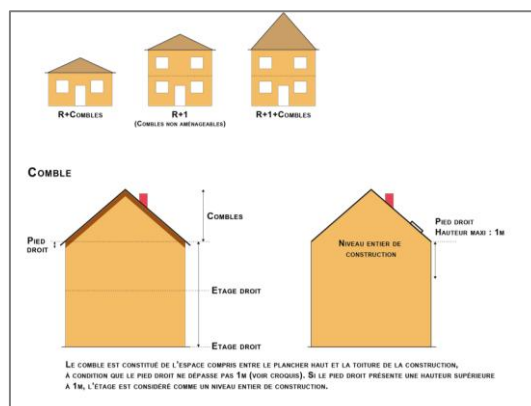 R+COMBLES
R+1
(COMBLES NON AMÉNAGEABLES)
R+1+COMBLES
COMBLE
PIED
DROIT
COMBLES
ETAGE DROIT
ETAGE DROIT
PIED DROIT
HAUTEUR MAXI : 1M
NIVEAU ENTIER DE
CONSTRUCTION
LE COMBLE EST CONSTITUÉ DE L'ESPACE COMPRIS ENTRE LE PLANCHER HAUT ET LA TOITURE DE LA CONSTRUCTION,
À CONDITION QUE LE PIED DROIT NE DÉPASSE PAS 1M (VOIR CROQUIS). SI LE PIED DROIT PRÉSENTE UNE HAUTEUR SUPÉRIEURE
À 1M, L'ÉTAGE EST CONSIDÉRÉ COMME UN NIVEAU ENTIER DE CONSTRUCTION.